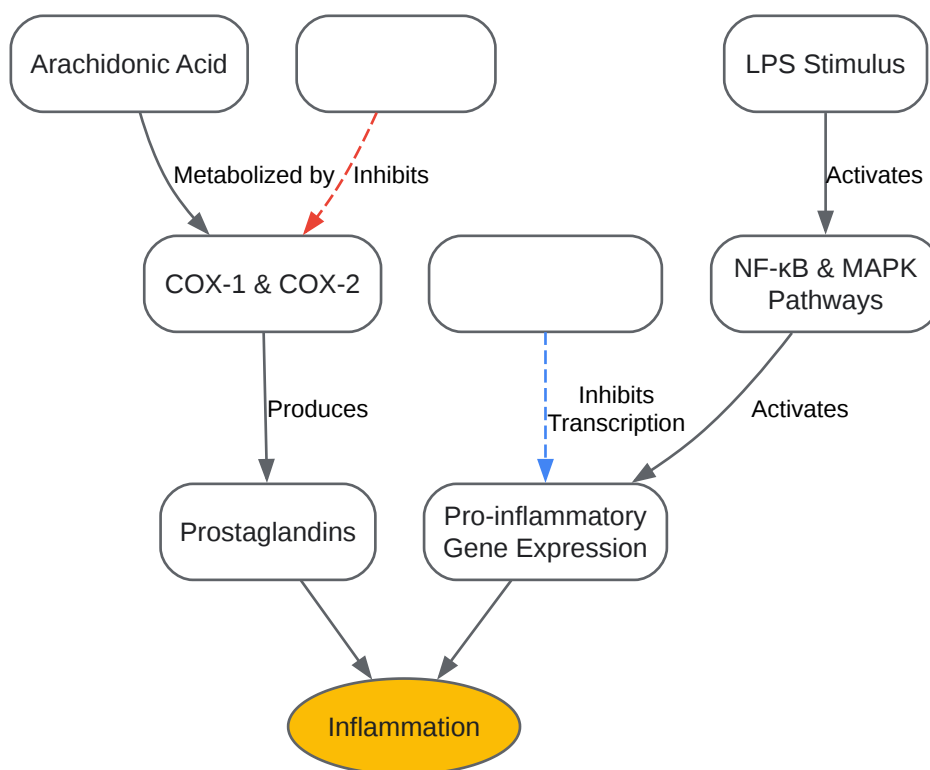 Arachidonic Acid
LPS Stimulus
Metabolized by
Inhibits
Activates
COX-1 & COX-2
NF-κB & MAPK
Pathways
Produces
Inhibits
Transcription
Activates
Prostaglandins
Pro-inflammatory
Gene Expression
Inflammation